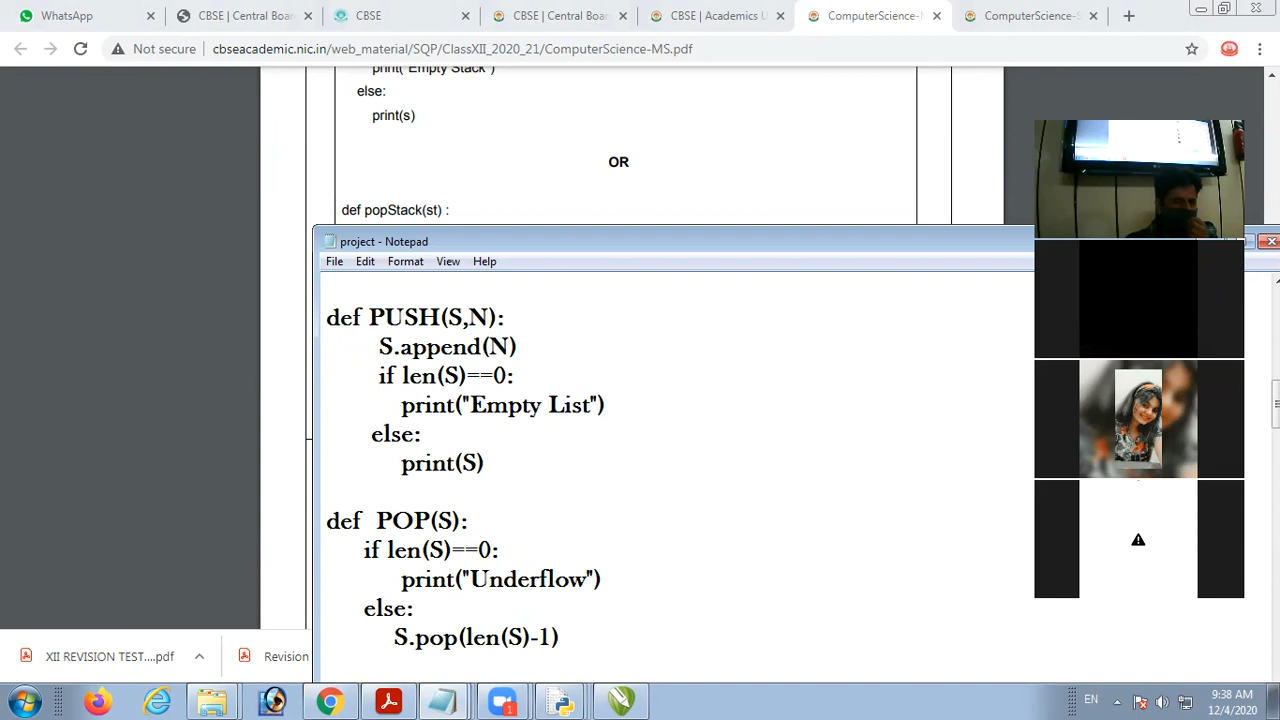 WhatsApp
CBSE | Central Boa
CBSE
CBSE | Central Boa
CBSE | Academics U
ComputerScience-
ComputerScience-
Not secure
cbseacademic.nic.in/web_material/SQP/ClassXII_2020_21/ComputerScience-MS.pdf
print("Empty Stack")
else:
print(s)
OR
def popStack(st) :
project - Notepad
File Edit Format View Help
def PUSH(S,N):
S.append(N)
if len(S)==0:
print("Empty List")
else:
print(S)
def POP(S):
if len(S)==0:
print("Underflow")
else:
S.pop(len(S)-1)
XII REVISION TEST....pdf
Revision
1
EN
9:38 AM
12/4/2020